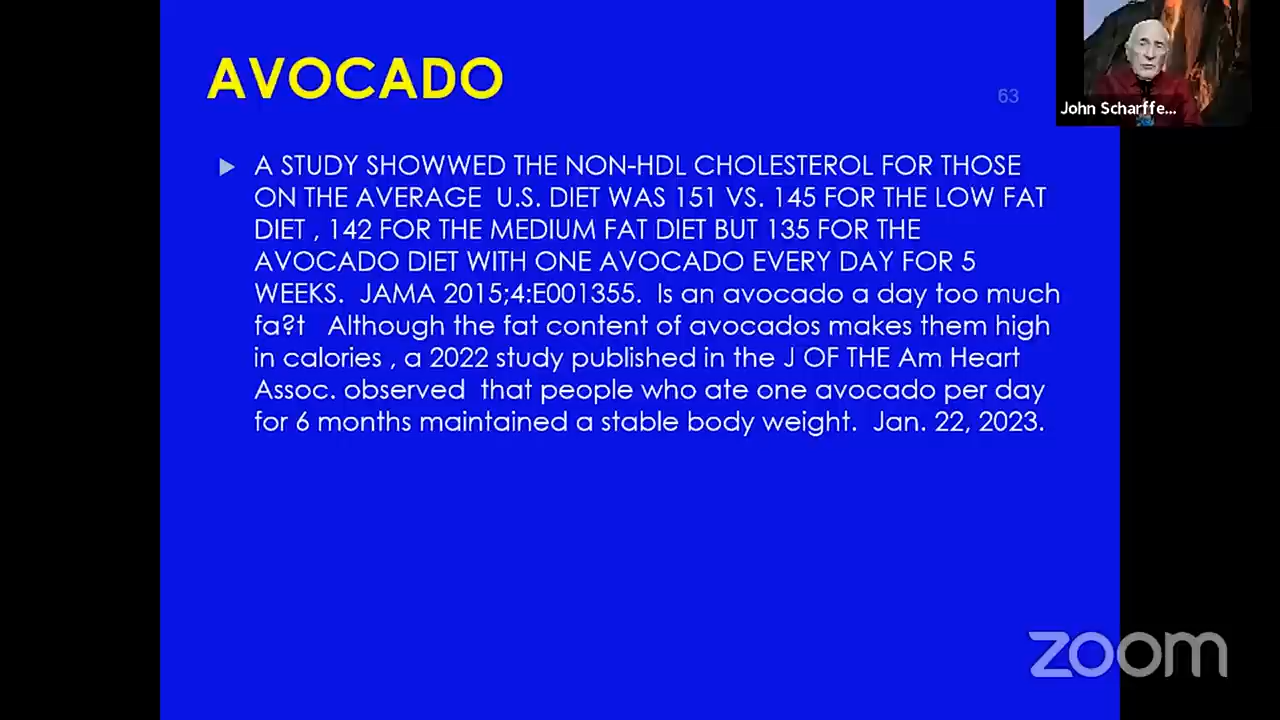 AVOCADO
63
John Scharffe...
A STUDY SHOWWED THE NON-HDL CHOLESTEROL FOR THOSE
ON THE AVERAGE U.S. DIET WAS 151 VS. 145 FOR THE LOW FAT
DIET , 142 FOR THE MEDIUM FAT DIET BUT 135 FOR THE
AVOCADO DIET WITH ONE AVOCADO EVERY DAY FOR 5
WEEKS. JAMA 2015;4:E001355. Is an avocado a day too much
fa?t Although the fat content of avocados makes them high
in calories , a 2022 study published in the J OF THE Am Heart
Assoc. observed that people who ate one avocado per day
for 6 months maintained a stable body weight. Jan. 22, 2023.
zoom